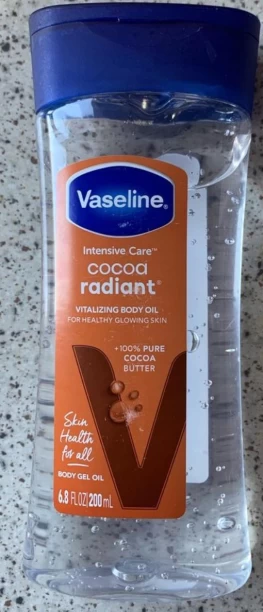 Vaseline®
Intensive Care™
cocoa
radiant®
VITALIZING BODY OIL
FOR HEALTHY GLOWING SKIN
+100% PURE
COCOA
BUTTER
Skin
Health
for all
BODY GEL OIL
6.8 FL OZ|200 mL